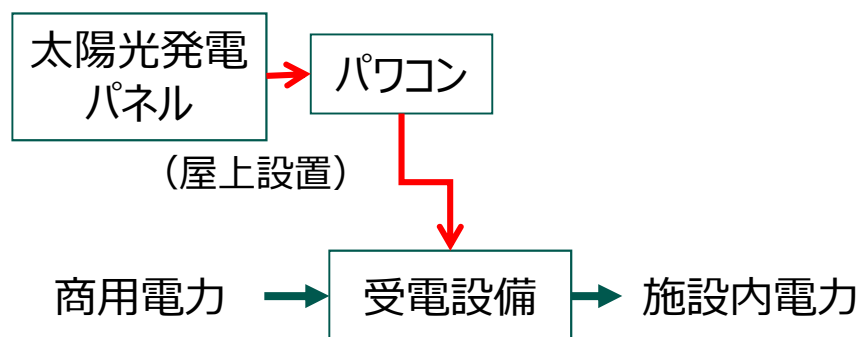 太陽光発電
パネル
パワコン
（屋上設置）
商用電力
受電設備
施設内電力